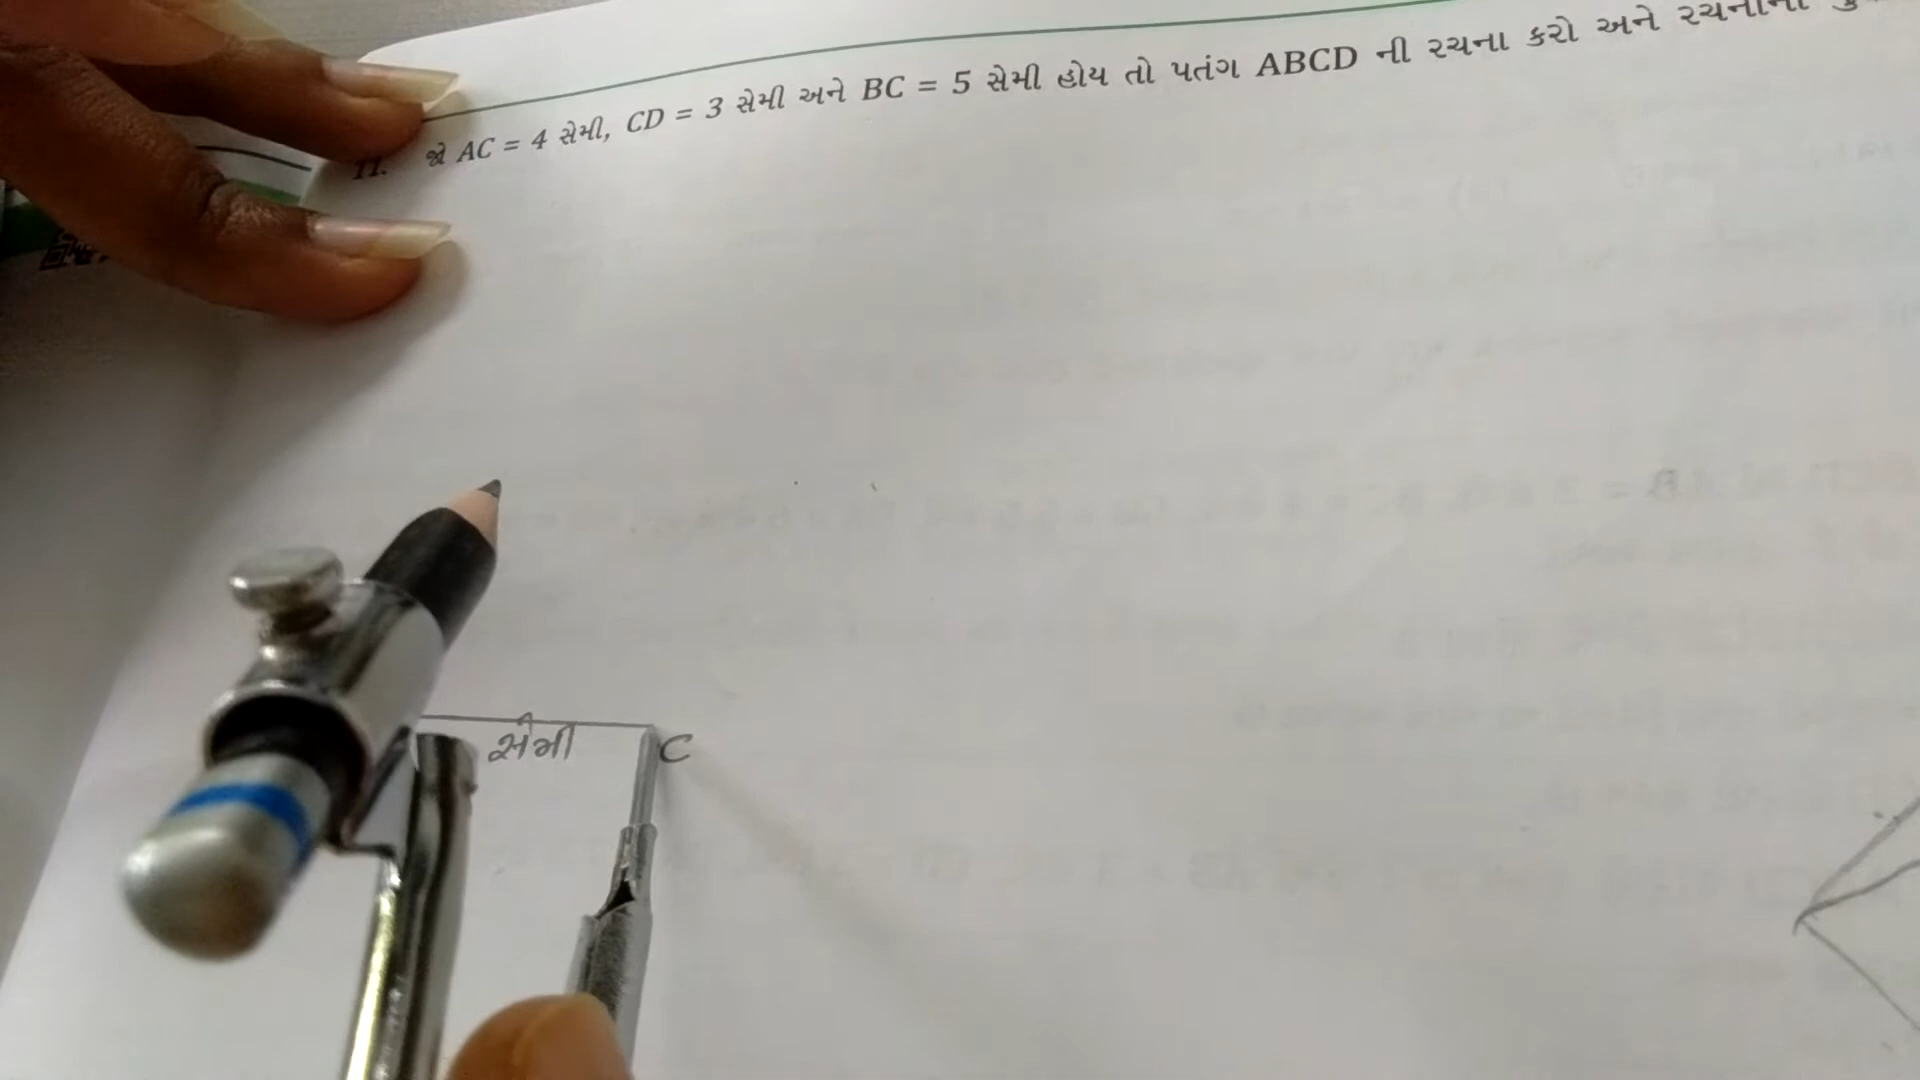 11. જો AC = 4 સેમી, CD = 3 સેમી અને BC = 5 સેમી હોય તો પતંગ ABCD ની રચના કરો અને રચનાના
સેમી C